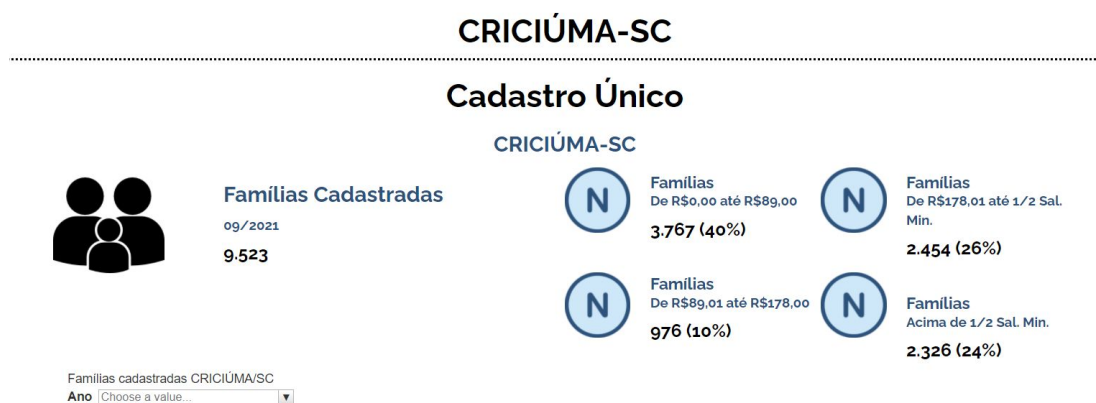 CRICIÚMA-SC
Cadastro Único
CRICIÚMA-SC
Famílias Cadastradas
09/2021
9.523
N
Famílias
De R$0,00 até R$89,00
3.767 (40%)
N
Famílias
De R$178,01 até 1/2 Sal.
Min.
2.454 (26%)
N
Famílias
De R$89,01 até R$178,00
976 (10%)
N
Famílias
Acima de 1/2 Sal. Min.
2.326 (24%)
Famílias cadastradas CRICIÚMA/SC
Ano Choose a value...